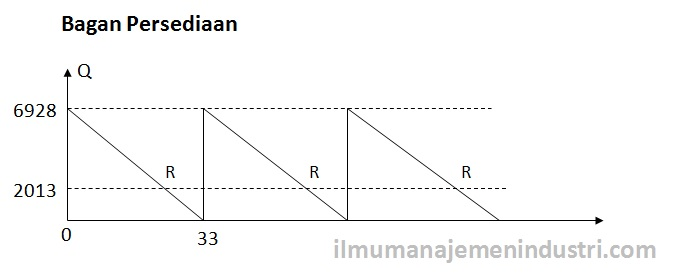 Bagan Persediaan
Q
6928
R R R
2013
0 33
ilmumanajemenindustri.com